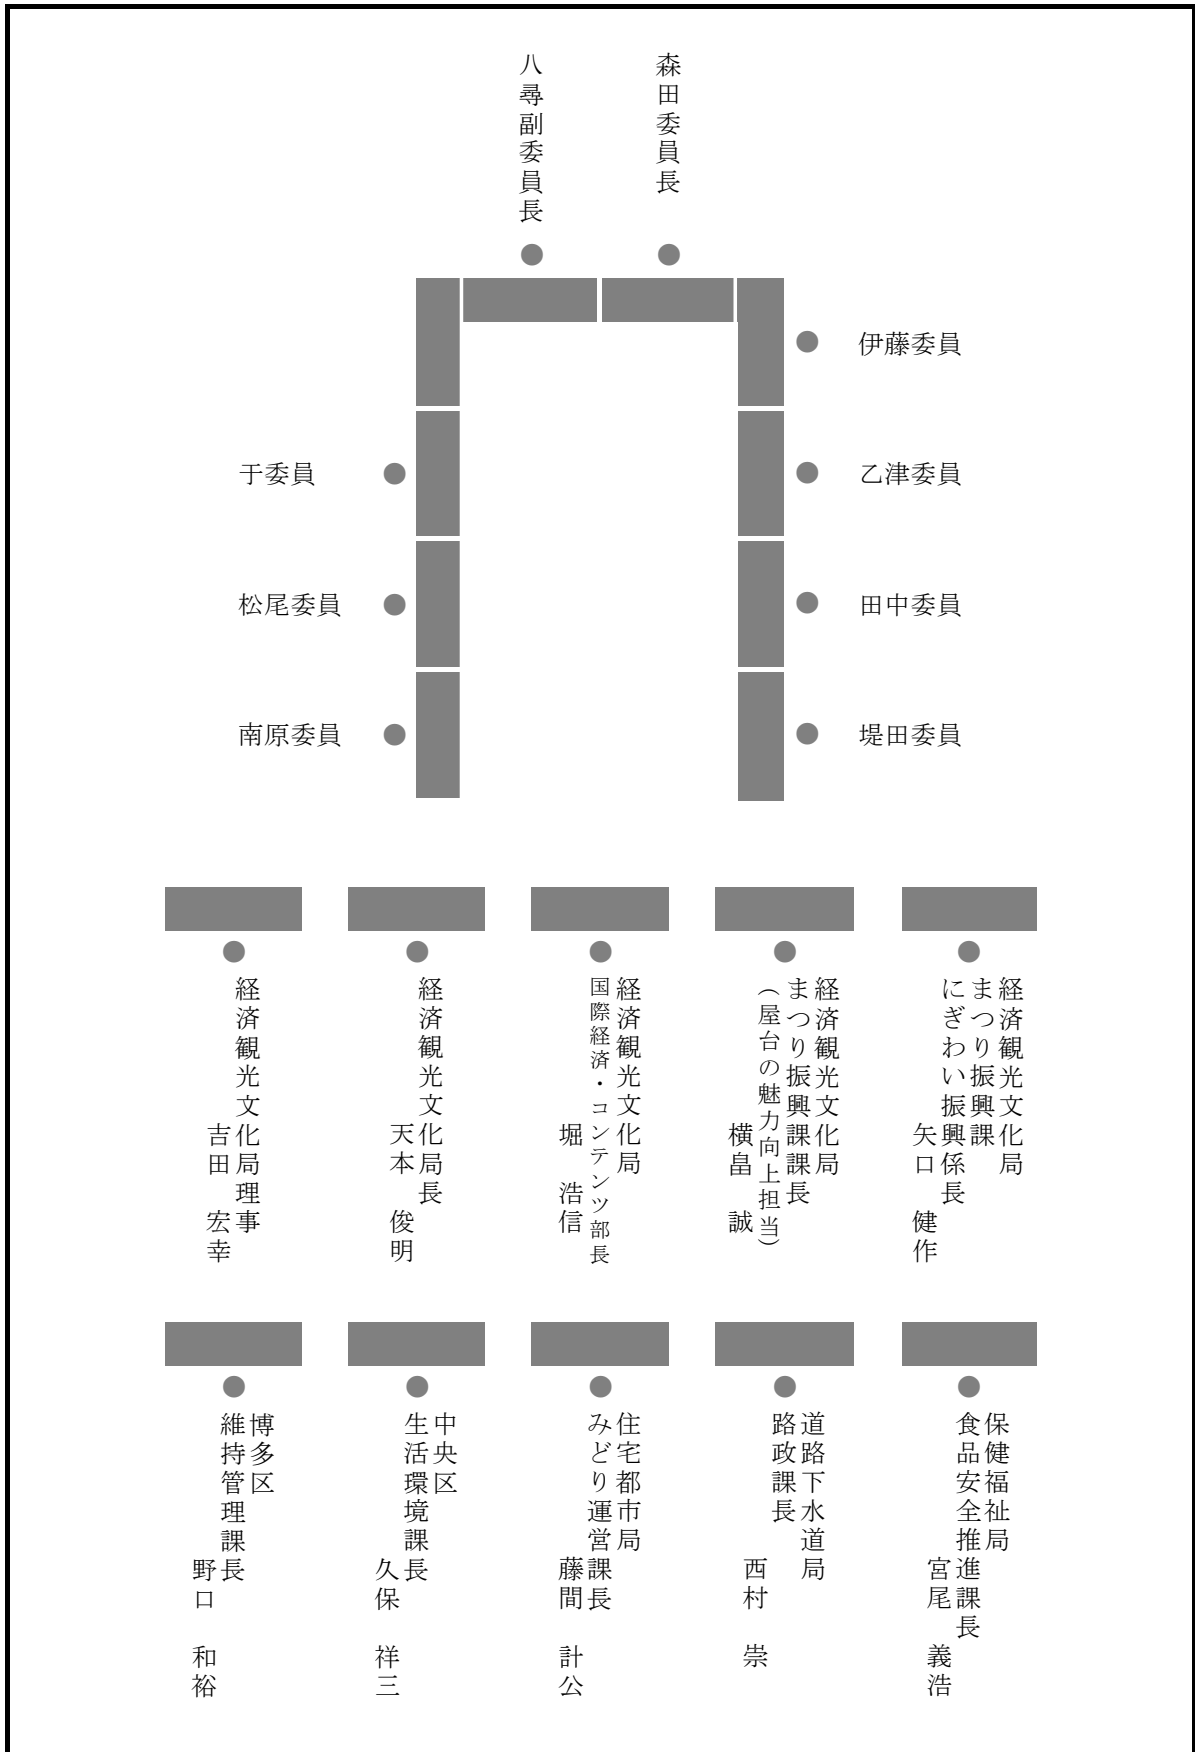 森田委員長
八尋副委員長
伊藤委員
于委員
乙津委員
松尾委員
田中委員
南原委員
堤田委員
経済観光文化局
まつり振興課
にぎわい振興係長
矢口 健作
経済観光文化局
まつり振興課課長
（屋台の魅力向上担当）
横畠 誠
経済観光文化局
国際経済・コンテンツ部長
堀 浩信
経済観光文化局長
天本 俊明
経済観光文化局理事
吉田 宏幸
保健福祉局
食品安全推進課長
宮尾 義浩
道路下水道局
路政課長
西村 崇
住宅都市局
みどり運営課長
藤間 計公
中央区
生活環境課長
久保 祥三
博多区
維持管理課長
野口 和裕